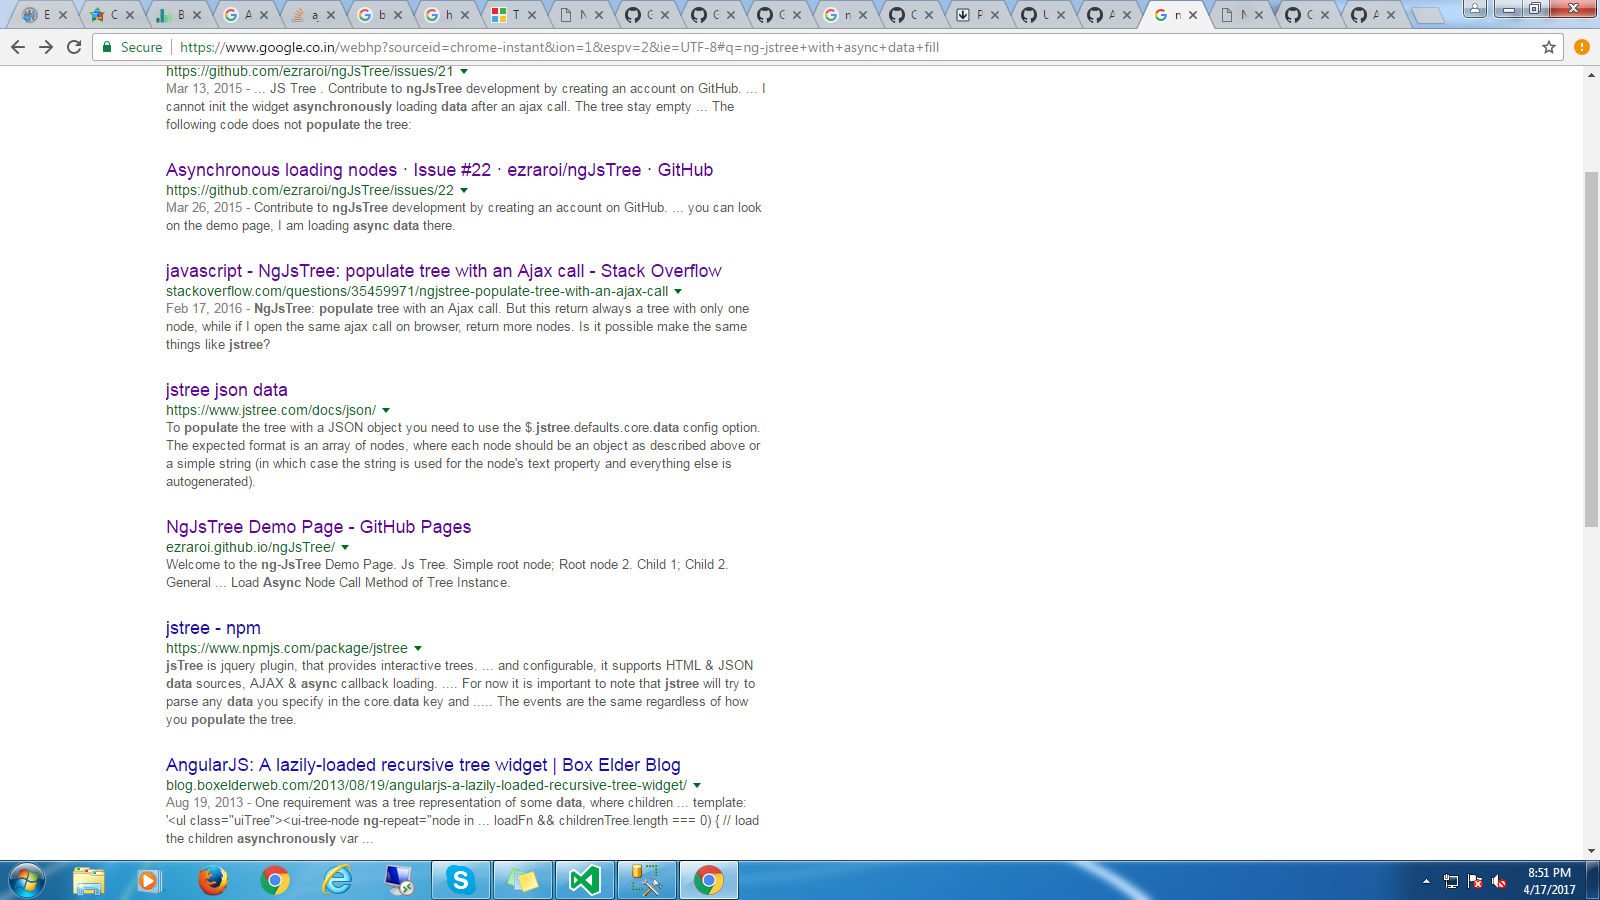 E
C
B
G A
a
G b
G h
T
N
G
G
G
G n
C
P
U
A
G n
N
C
A
Secure
https://www.google.co.in/webhp?sourceid=chrome-instant&ion=1&espv=2&ie=UTF-8#q=ng-jstree+with+async+data+fill
https://github.com/ezraroi/ngJsTree/issues/21
Mar 13, 2015 - ... JS Tree . Contribute to ngJsTree development by creating an account on GitHub. ... I
cannot init the widget asynchronously loading data after an ajax call. The tree stay empty ... The
following code does not populate the tree:
Asynchronous loading nodes · Issue #22 · ezraroi/ngJsTree · GitHub
https://github.com/ezraroi/ngJsTree/issues/22
Mar 26, 2015 - Contribute to ngJsTree development by creating an account on GitHub. ... you can look
on the demo page, I am loading async data there.
javascript - NgJsTree: populate tree with an Ajax call - Stack Overflow
stackoverflow.com/questions/35459971/ngjstree-populate-tree-with-an-ajax-call
Feb 17, 2016 - NgJsTree: populate tree with an Ajax call. But this return always a tree with only one
node, while if I open the same ajax call on browser, return more nodes. Is it possible make the same
things like jstree?
jstree json data
https://www.jstree.com/docs/json/
To populate the tree with a JSON object you need to use the $.jstree.defaults.core.data config option.
The expected format is an array of nodes, where each node should be an object as described above or
a simple string (in which case the string is used for the node's text property and everything else is
autogenerated).
NgJsTree Demo Page - GitHub Pages
ezraroi.github.io/ngJsTree/
Welcome to the ng-JsTree Demo Page. Js Tree. Simple root node; Root node 2. Child 1; Child 2.
General ... Load Async Node Call Method of Tree Instance.
jstree - npm
https://www.npmjs.com/package/jstree
jsTree is jquery plugin, that provides interactive trees. ... and configurable, it supports HTML & JSON
data sources, AJAX & async callback loading. .... For now it is important to note that jstree will try to
parse any data you specify in the core.data key and ..... The events are the same regardless of how
you populate the tree.
AngularJS: A lazily-loaded recursive tree widget | Box Elder Blog
blog.boxelderweb.com/2013/08/19/angularjs-a-lazily-loaded-recursive-tree-widget/
Aug 19, 2013 - One requirement was a tree representation of some data, where children ... template:
'<ul class="uiTree"><ui-tree-node ng-repeat="node in ... loadFn && childrenTree.length === 0) { // load
the children asynchronously var ...
8:51 PM
4/17/2017